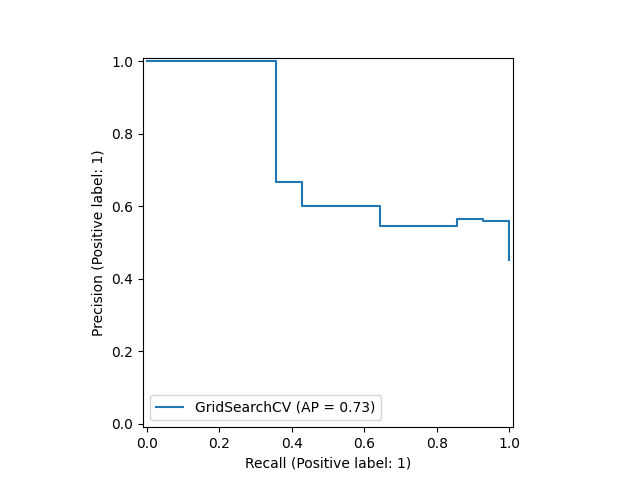 1.0
0.8
0.6
0.4
0.2
0.0
Precision (Positive label: 1)
GridSearchCV (AP = 0.73)
0.0 0.2 0.4 0.6 0.8 1.0
Recall (Positive label: 1)